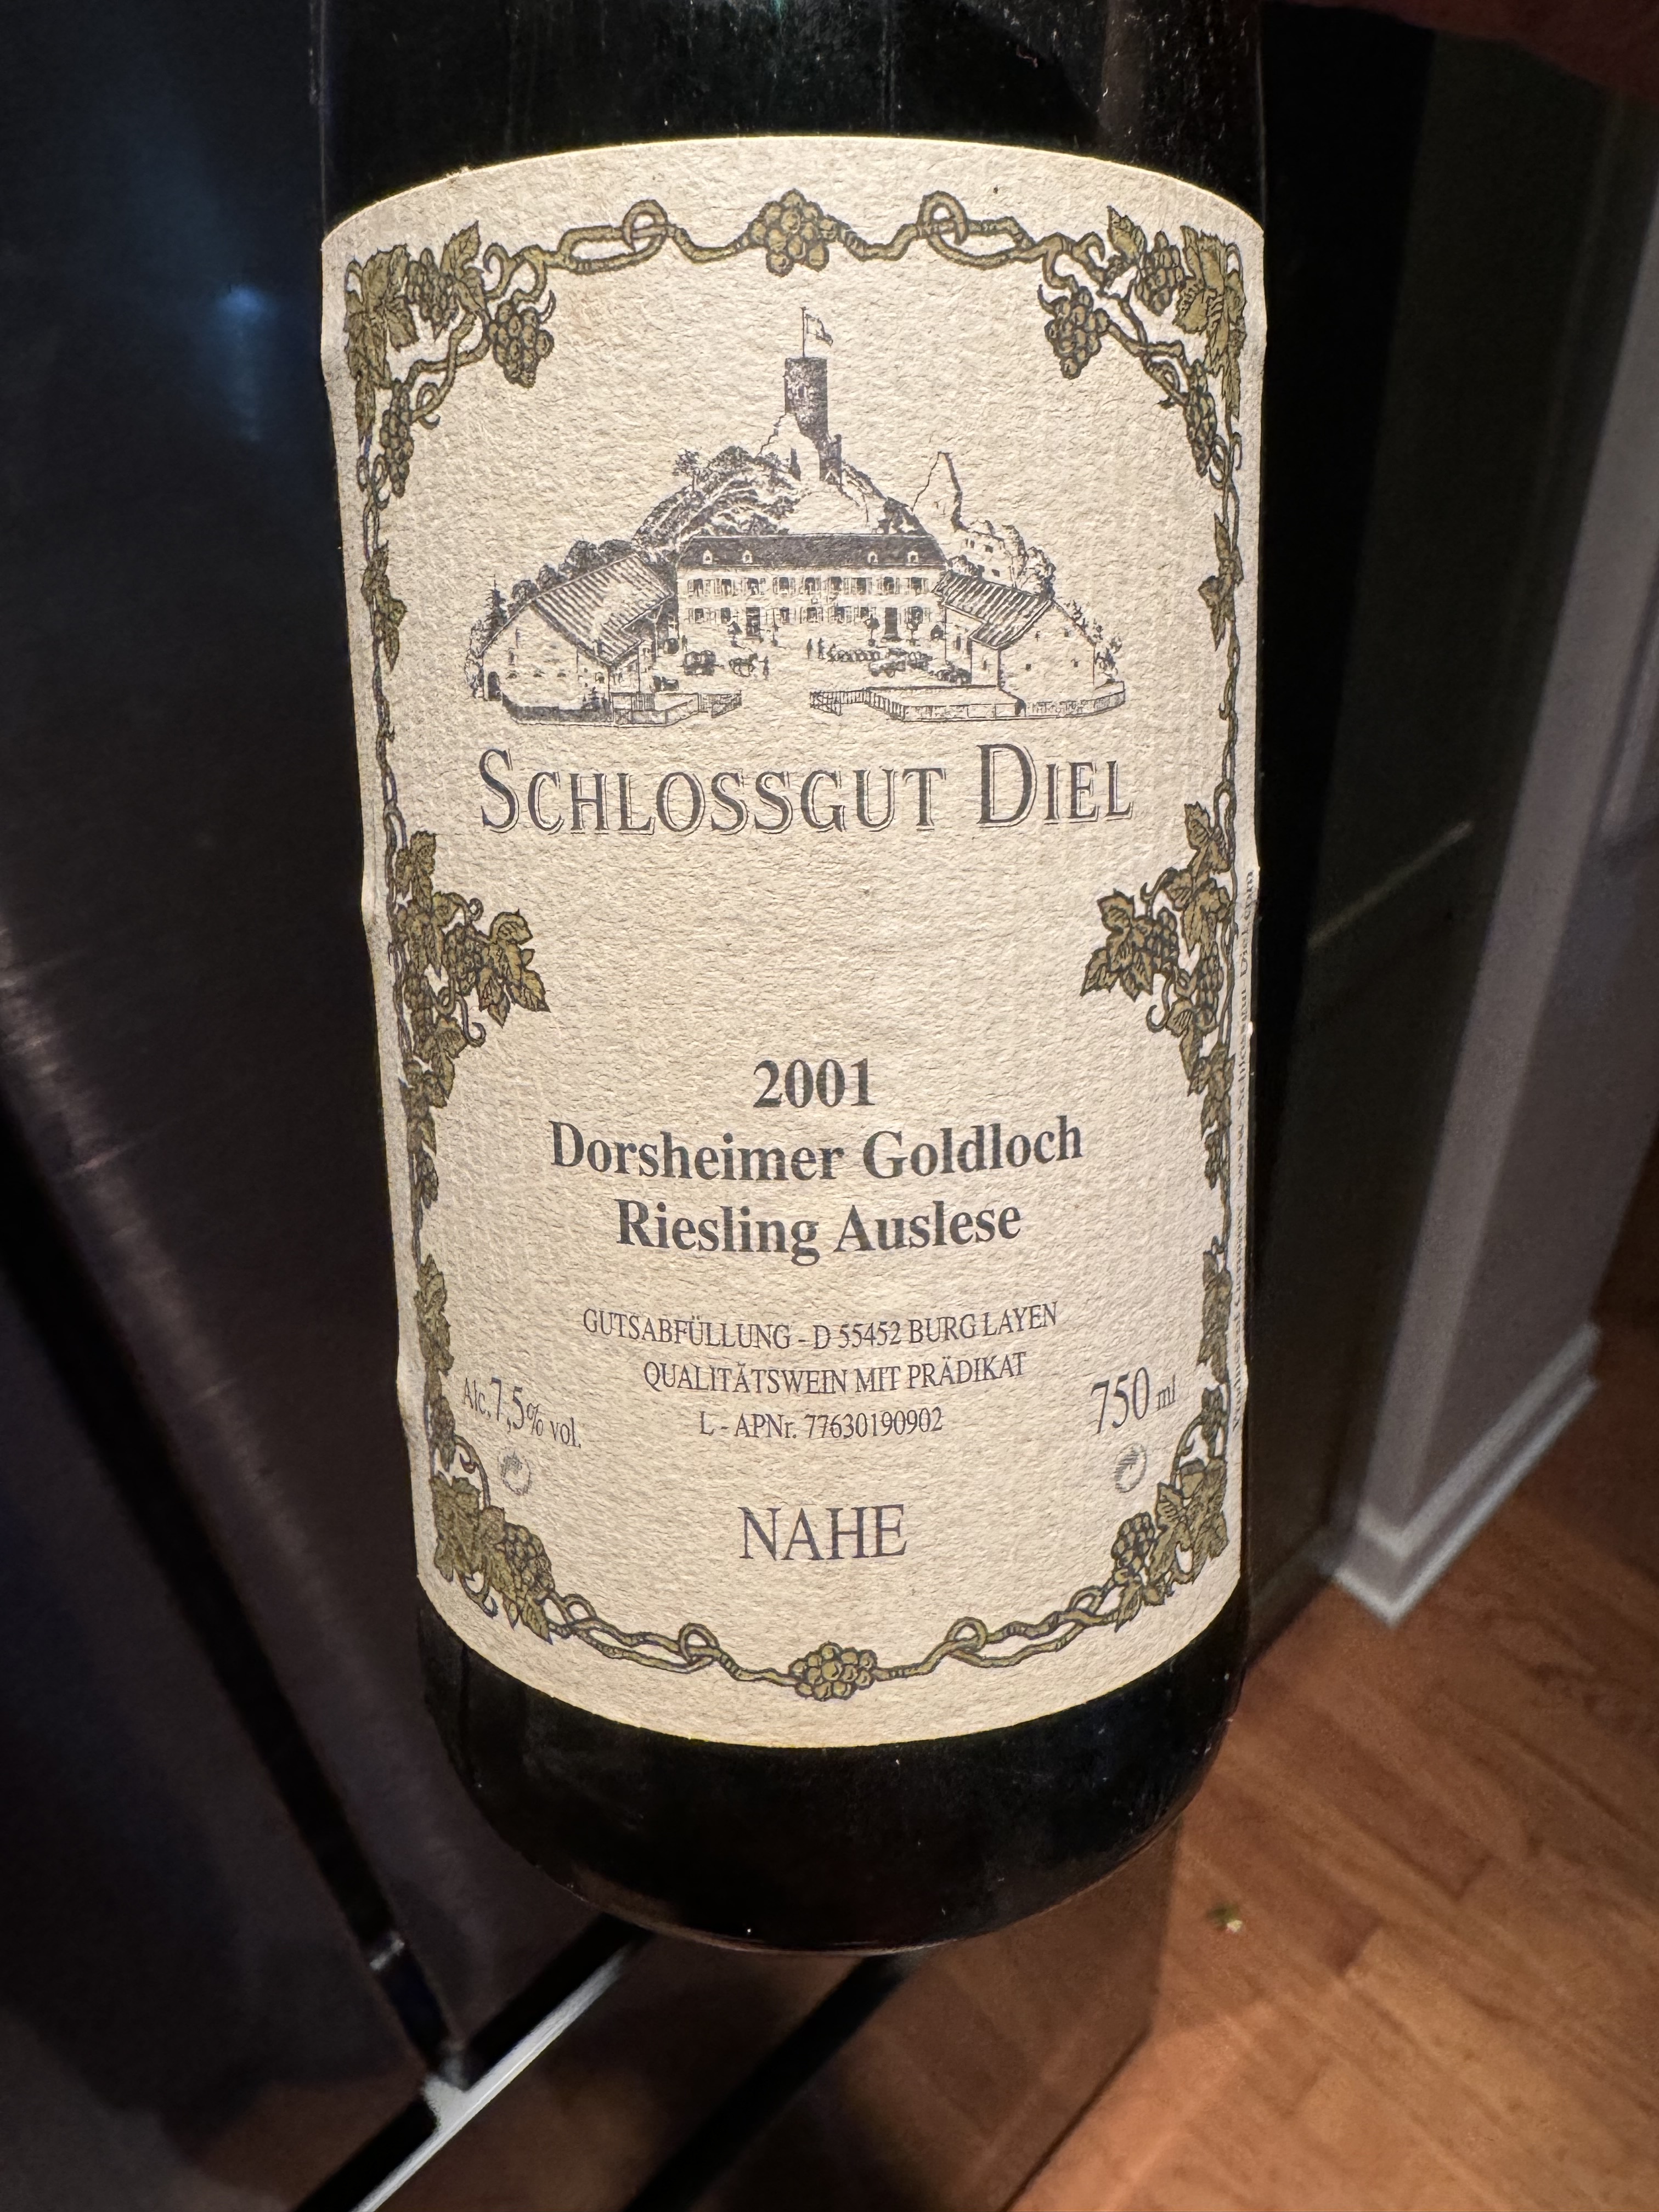 SCHLOSSGUT DIEL
2001
Dorsheimer Goldloch
Riesling Auslese
GUTSABFÜLLUNG - D 55452 BURG LAYEN
QUALITÄTSWEIN MIT PRÄDIKAT
Alc. 7,5% vol.
L - APNr. 77630190902
750 ml
NAHE